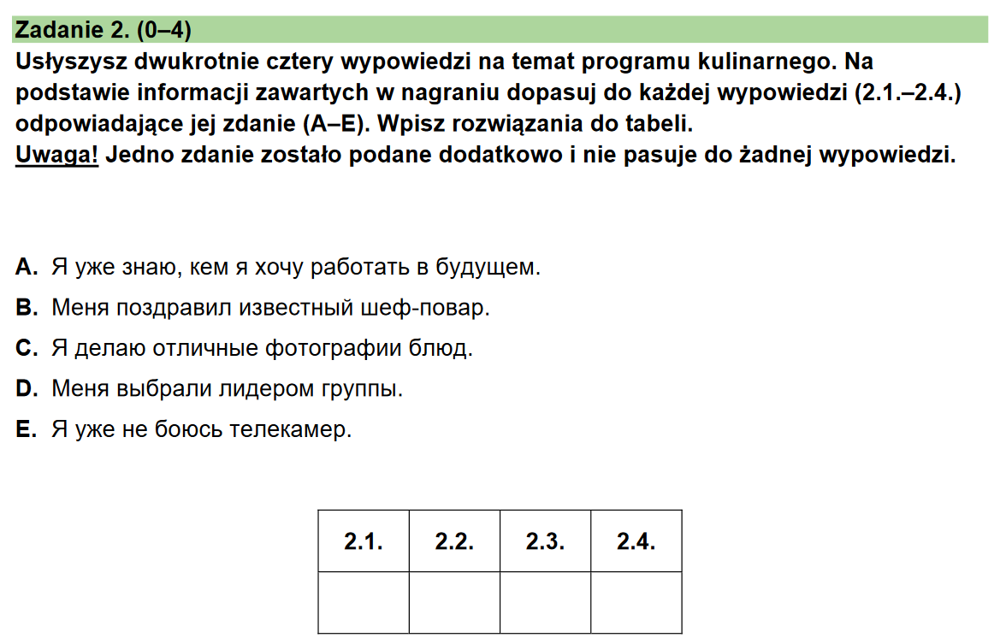 Zadanie 2. (0–4)
Usłyszysz dwukrotnie cztery wypowiedzi na temat programu kulinarnego. Na
podstawie informacji zawartych w nagraniu dopasuj do każdej wypowiedzi (2.1.–2.4.)
odpowiadające jej zdanie (A–E). Wpisz rozwiązania do tabeli.
Uwaga! Jedno zdanie zostało podane dodatkowo i nie pasuje do żadnej wypowiedzi.
A. Я уже знаю, кем я хочу работать в будущем.
B. Меня поздравил известный шеф-повар.
C. Я делаю отличные фотографии блюд.
D. Меня выбрали лидером группы.
E. Я уже не боюсь телекамер.
2.1. 2.2. 2.3. 2.4.